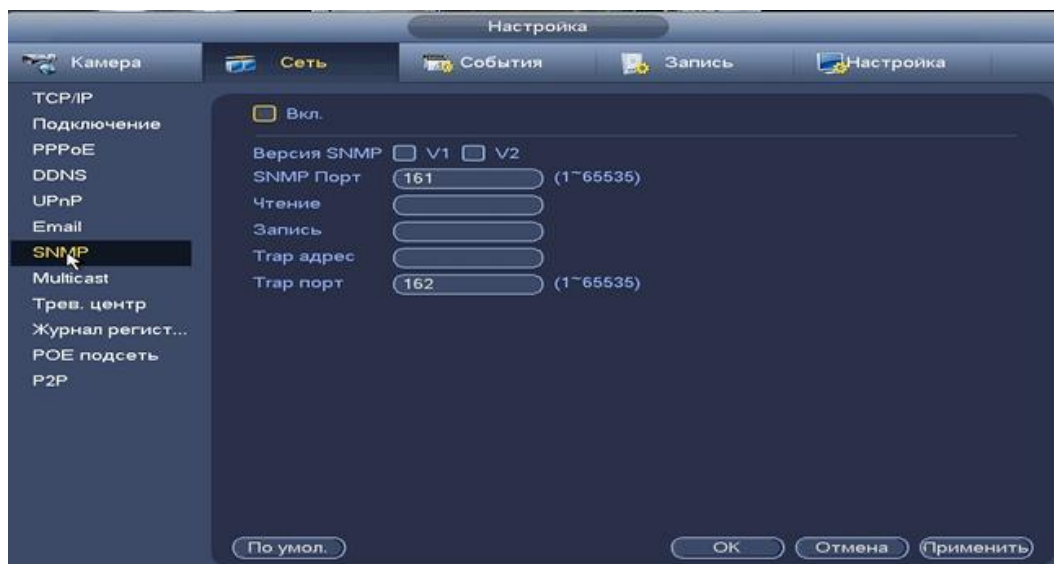 Настройка
Камера Сеть События Запись Настройка
TCP/IP
Подключение
PPPoE
DDNS
UPnP
Email
SNMP
Multicast
Трев. центр
Журнал регист...
POE подсеть
P2P
Вкл.
Версия SNMP V1 V2
SNMP Порт 161 (1~65535)
Чтение
Запись
Trap адрес
Trap порт 162 (1~65535)
По умол. OK Отмена Применить